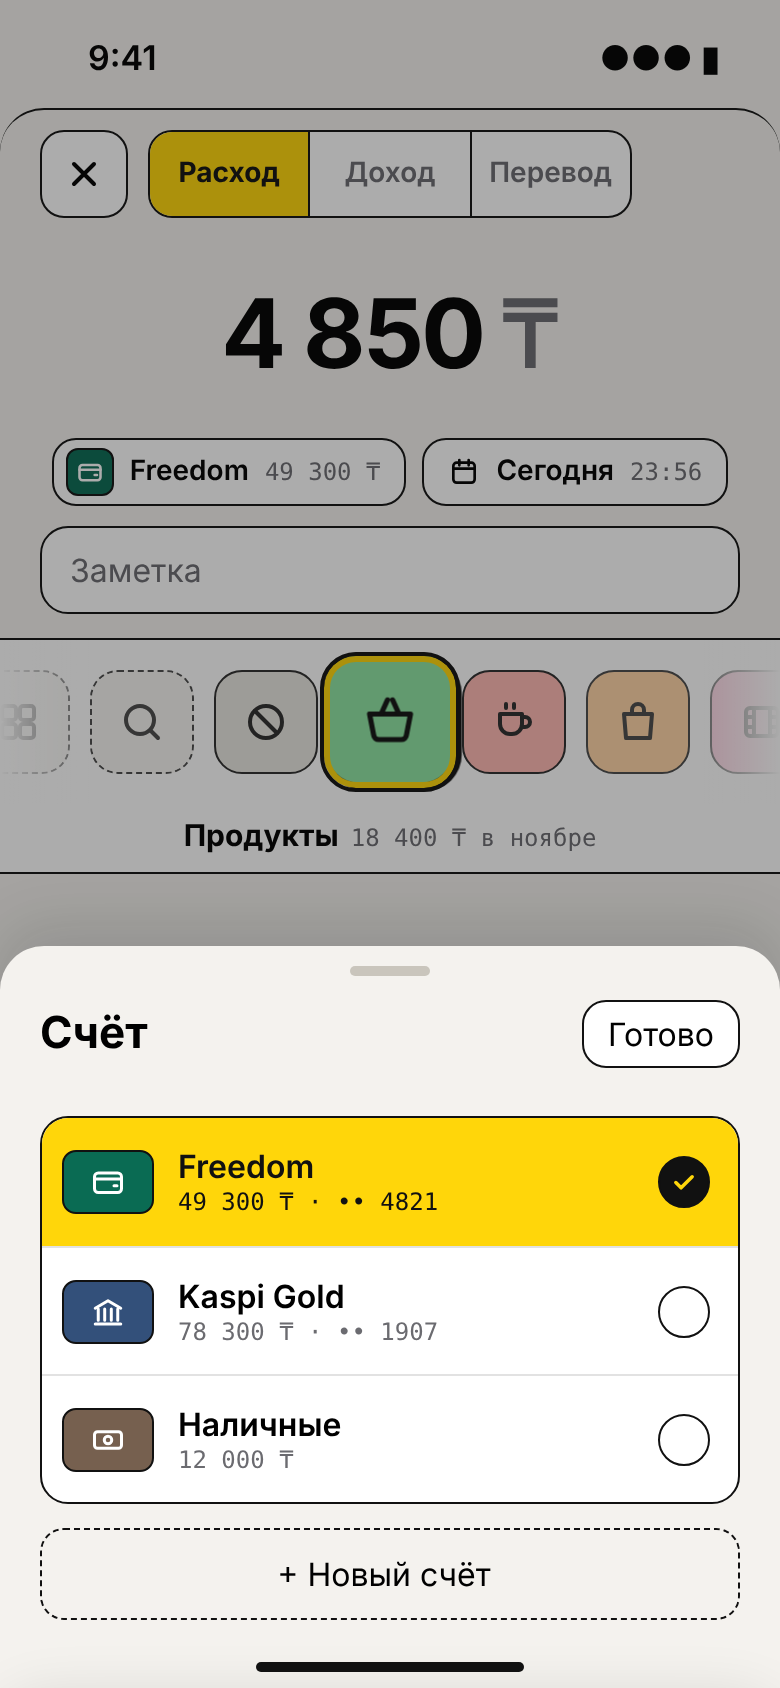 9:41
Расход Доход Перевод
4 850 ₸
Freedom 49 300 ₸ Сегодня 23:56
Заметка
Продукты 18 400 ₸ в ноябре
Счёт Готово
Freedom
49 300 ₸ · •• 4821
Kaspi Gold
78 300 ₸ · •• 1907
Наличные
12 000 ₸
+ Новый счёт